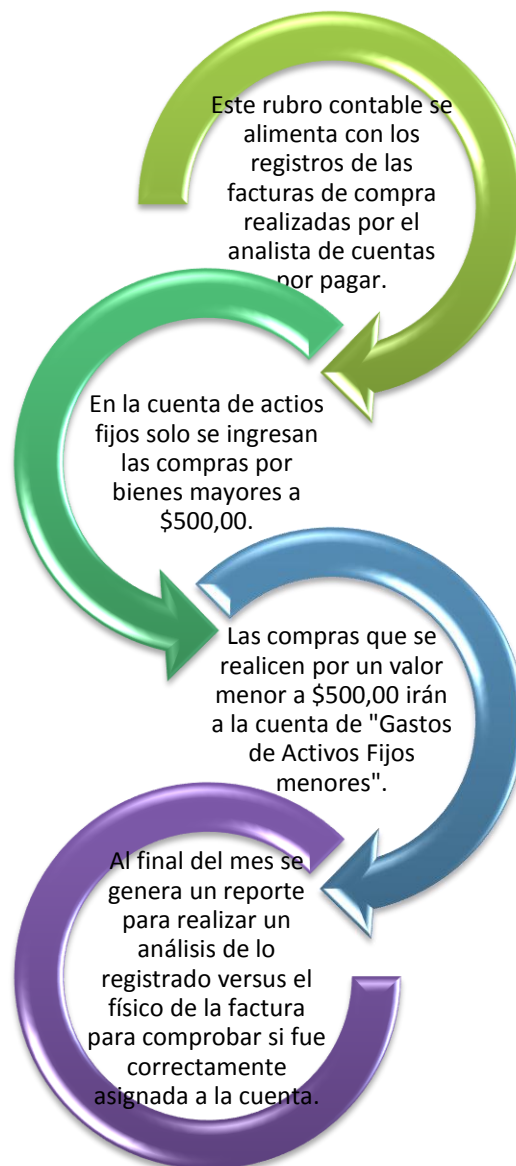 Este rubro contable se
alimenta con los
registros de las
facturas de compra
realizadas por el
analista de cuentas
por pagar.
En la cuenta de actios
fijos solo se ingresan
las compras por
bienes mayores a
$500,00.
Las compras que se
realicen por un valor
menor a $500,00 irán
a la cuenta de "Gastos
de Activos Fijos
menores".
Al final del mes se
genera un reporte
para realizar un
análisis de lo
registrado versus el
físico de la factura
para comprobar si fue
correctamente
asignada a la cuenta.